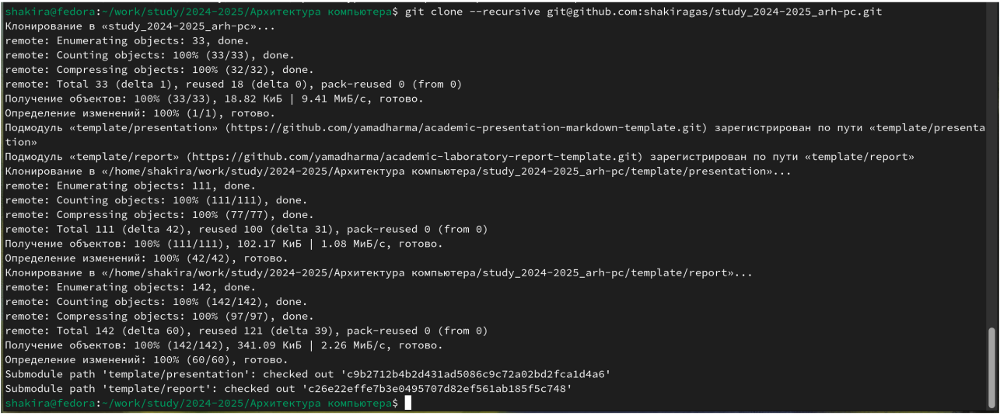 shakira@fedora:~/work/study/2024-2025/Архитектура компьютера$ git clone --recursive git@github.com:shakiragas/study_2024-2025_arh-pc.git
Клонирование в «study_2024-2025_arh-pc»...
remote: Enumerating objects: 33, done.
remote: Counting objects: 100% (33/33), done.
remote: Compressing objects: 100% (32/32), done.
remote: Total 33 (delta 1), reused 18 (delta 0), pack-reused 0 (from 0)
Получение объектов: 100% (33/33), 18.82 КиБ | 9.41 МиБ/с, готово.
Определение изменений: 100% (1/1), готово.
Подмодуль «template/presentation» (https://github.com/yamadharma/academic-presentation-markdown-template.git) зарегистрирован по пути «template/presenta
tion»
Подмодуль «template/report» (https://github.com/yamadharma/academic-laboratory-report-template.git) зарегистрирован по пути «template/report»
Клонирование в «/home/shakira/work/study/2024-2025/Архитектура компьютера/study_2024-2025_arh-pc/template/presentation»...
remote: Enumerating objects: 111, done.
remote: Counting objects: 100% (111/111), done.
remote: Compressing objects: 100% (77/77), done.
remote: Total 111 (delta 42), reused 100 (delta 31), pack-reused 0 (from 0)
Получение объектов: 100% (111/111), 102.17 КиБ | 1.08 МиБ/с, готово.
Определение изменений: 100% (42/42), готово.
Клонирование в «/home/shakira/work/study/2024-2025/Архитектура компьютера/study_2024-2025_arh-pc/template/report»...
remote: Enumerating objects: 142, done.
remote: Counting objects: 100% (142/142), done.
remote: Compressing objects: 100% (97/97), done.
remote: Total 142 (delta 60), reused 121 (delta 39), pack-reused 0 (from 0)
Получение объектов: 100% (142/142), 341.09 КиБ | 2.26 МиБ/с, готово.
Определение изменений: 100% (60/60), готово.
Submodule path 'template/presentation': checked out 'c9b2712b4b2d431ad5086c9c72a02bd2fca1d4a6'
Submodule path 'template/report': checked out 'c26e22effe7b3e0495707d82ef561ab185f5c748'
shakira@fedora:~/work/study/2024-2025/Архитектура компьютера$